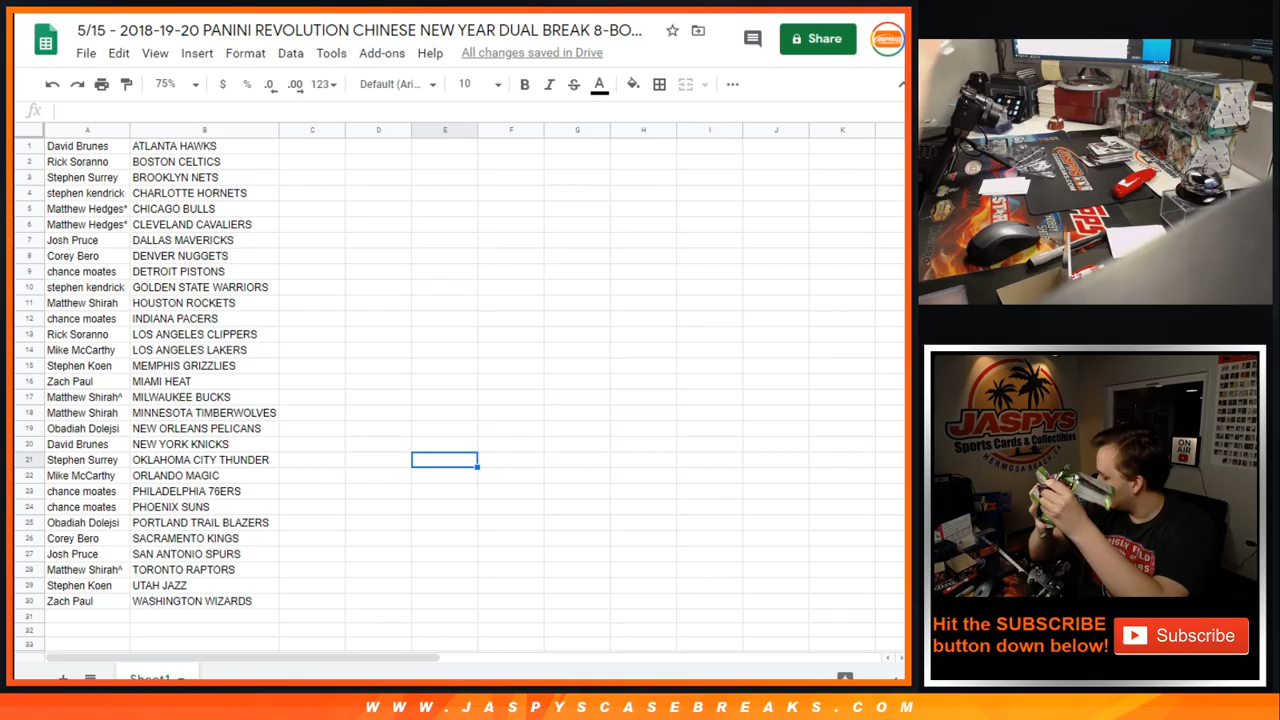 5/15 - 2018-19-20 PANINI REVOLUTION CHINESE NEW YEAR DUAL BREAK 8-BO...
File Edit View Insert Format Data Tools Add-ons Help All changes saved in Drive
Share
75% $ % .0 .00 123 Default (Ari... 10 B I S A
fx
A B C D E F G H I J K
1 David Brunes ATLANTA HAWKS
2 Rick Soranno BOSTON CELTICS
3 Stephen Surrey BROOKLYN NETS
4 stephen kendrick CHARLOTTE HORNETS
5 Matthew Hedges* CHICAGO BULLS
6 Matthew Hedges* CLEVELAND CAVALIERS
7 Josh Pruce DALLAS MAVERICKS
8 Corey Bero DENVER NUGGETS
9 chance moates DETROIT PISTONS
10 stephen kendrick GOLDEN STATE WARRIORS
11 Matthew Shirah HOUSTON ROCKETS
12 chance moates INDIANA PACERS
13 Rick Soranno LOS ANGELES CLIPPERS
14 Mike McCarthy LOS ANGELES LAKERS
15 Stephen Koen MEMPHIS GRIZZLIES
16 Zach Paul MIAMI HEAT
17 Matthew Shirah^ MILWAUKEE BUCKS
18 Matthew Shirah MINNESOTA TIMBERWOLVES
19 Obadiah Dolejsi NEW ORLEANS PELICANS
20 David Brunes NEW YORK KNICKS
21 Stephen Surrey OKLAHOMA CITY THUNDER
22 Mike McCarthy ORLANDO MAGIC
23 chance moates PHILADELPHIA 76ERS
24 chance moates PHOENIX SUNS
25 Obadiah Dolejsi PORTLAND TRAIL BLAZERS
26 Corey Bero SACRAMENTO KINGS
27 Josh Pruce SAN ANTONIO SPURS
28 Matthew Shirah^ TORONTO RAPTORS
29 Stephen Koen UTAH JAZZ
30 Zach Paul WASHINGTON WIZARDS
31
32
33
Sheet1
JASPYS
Sports Cards & Collectibles
HERMOSA BEACH, CA
ON AIR
Hit the SUBSCRIBE
button down below!
Subscribe
WWW.JASPYSCASEBREAKS.COM